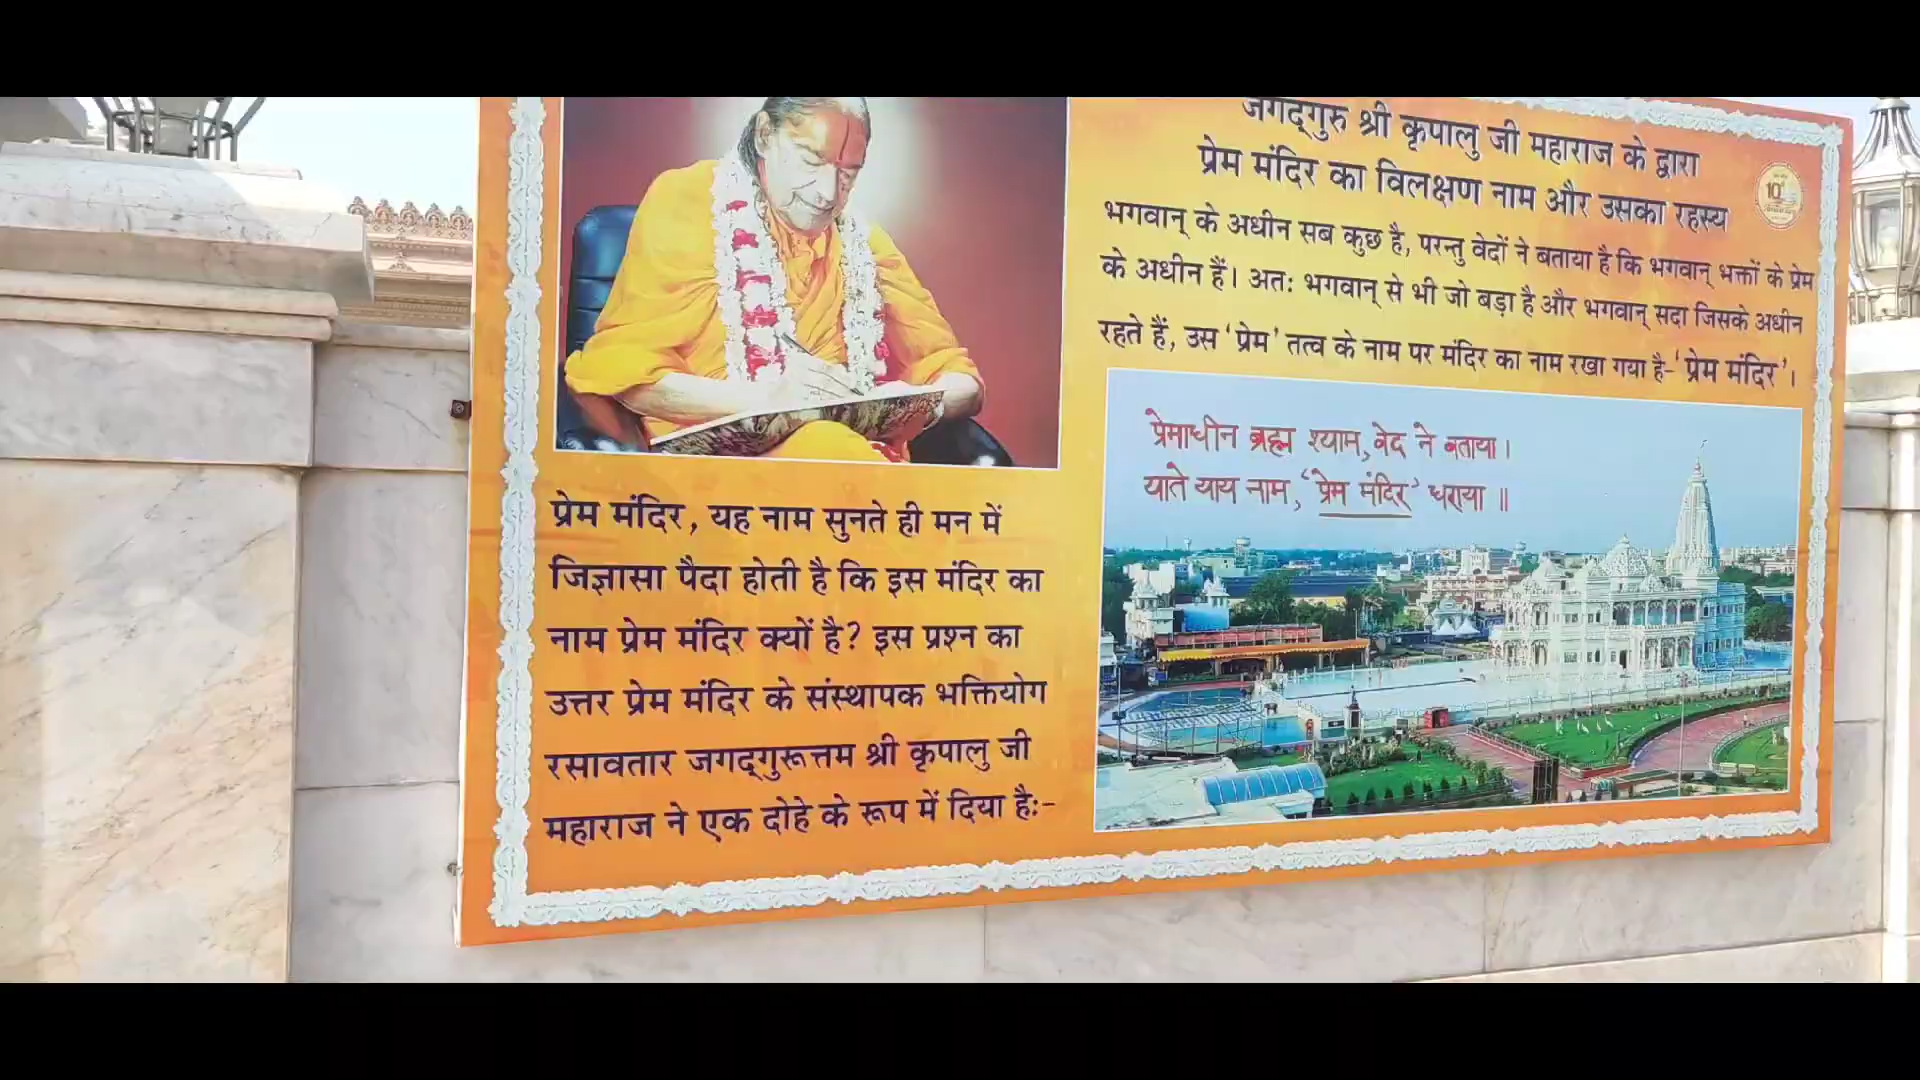 जगद्गुरु श्री कृपालु जी महाराज के द्वारा
प्रेम मंदिर का विलक्षण नाम और उसका रहस्य
भगवान् के अधीन सब कुछ है, परन्तु वेदों ने बताया है कि भगवान् भक्तों के प्रेम
के अधीन हैं। अतः भगवान् से भी जो बड़ा है और भगवान् सदा जिसके अधीन
रहते हैं, उस 'प्रेम' तत्व के नाम पर मंदिर का नाम रखा गया है-'प्रेम मंदिर'।
प्रेमाधीन ब्रह्म श्याम, वेद ने बताया।
याते याय नाम, 'प्रेम मंदिर' धराया ॥
प्रेम मंदिर, यह नाम सुनते ही मन में
जिज्ञासा पैदा होती है कि इस मंदिर का
नाम प्रेम मंदिर क्यों है? इस प्रश्न का
उत्तर प्रेम मंदिर के संस्थापक भक्तियोग
रसावतार जगद्गुरूत्तम श्री कृपालु जी
महाराज ने एक दोहे के रूप में दिया है:-